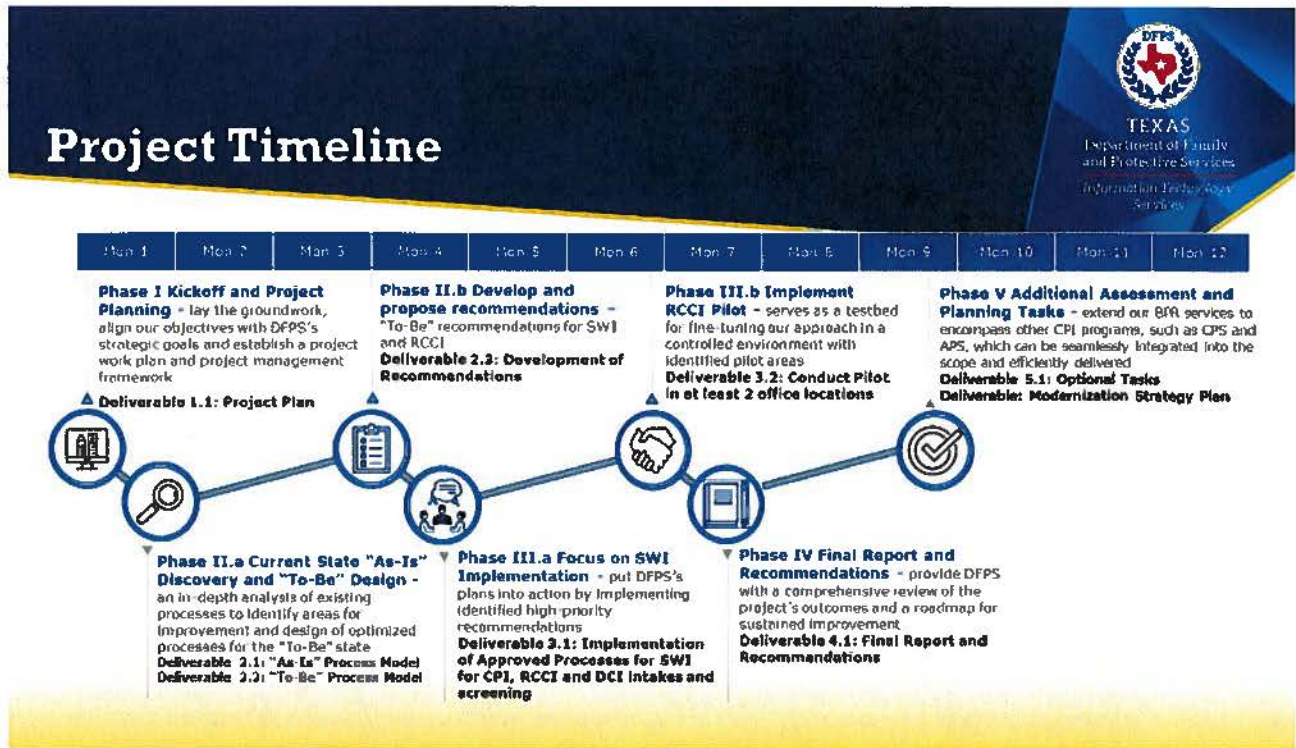 Project Timeline
DFPS
TEXAS
Department of Family
and Protective Services
Information Technology
Services
Mon 1
Mon 2
Mon 3
Mon 4
Mon 5
Mon 6
Mon 7
Mon 8
Mon 9
Mon 10
Mon 11
Mon 12
Phase I Kickoff and Project
Planning - lay the groundwork,
align our objectives with DFPS's
strategic goals and establish a project
work plan and project management
framework
Deliverable 1.1: Project Plan
Phase II.b Develop and
propose recommendations -
"To-Be" recommendations for SWI
and RCCI
Deliverable 2.3: Development of
Recommendations
Phase III.b Implement
RCCI Pilot - serves as a testbed
for fine-tuning our approach in a
controlled environment with
identified pilot areas
Deliverable 3.2: Conduct Pilot
in at least 2 office locations
Phase V Additional Assessment and
Planning Tasks - extend our BPR services to
encompass other CPI programs, such as CPS and
APS, which can be seamlessly integrated into the
scope and efficiently delivered
Deliverable 5.1: Optional Tasks
Deliverable: Modernization Strategy Plan
Phase II.a Current State "As-Is"
Discovery and "To-Be" Design -
an in-depth analysis of existing
processes to identify areas for
improvement and design of optimized
processes for the "To-Be" state
Deliverable 2.1: "As-Is" Process Model
Deliverable 2.2: "To-Be" Process Model
Phase III.a Focus on SWI
Implementation - put DFPS's
plans into action by implementing
identified high-priority
recommendations
Deliverable 3.1: Implementation
of Approved Processes for SWI
for CPI, RCCI and DCI intakes and
screening
Phase IV Final Report and
Recommendations - provide DFPS
with a comprehensive review of the
project's outcomes and a roadmap for
sustained improvement
Deliverable 4.1: Final Report and
Recommendations